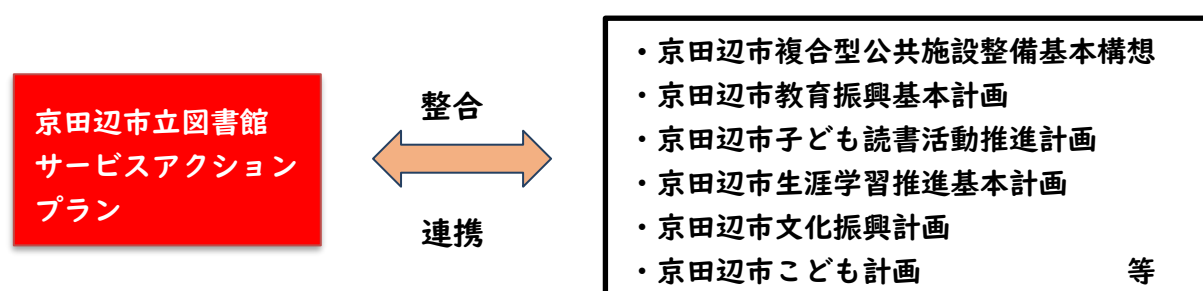 京田辺市立図書館
サービスアクション
プラン
整合
連携
・京田辺市複合型公共施設整備基本構想
・京田辺市教育振興基本計画
・京田辺市子ども読書活動推進計画
・京田辺市生涯学習推進基本計画
・京田辺市文化振興計画
・京田辺市こども計画 等